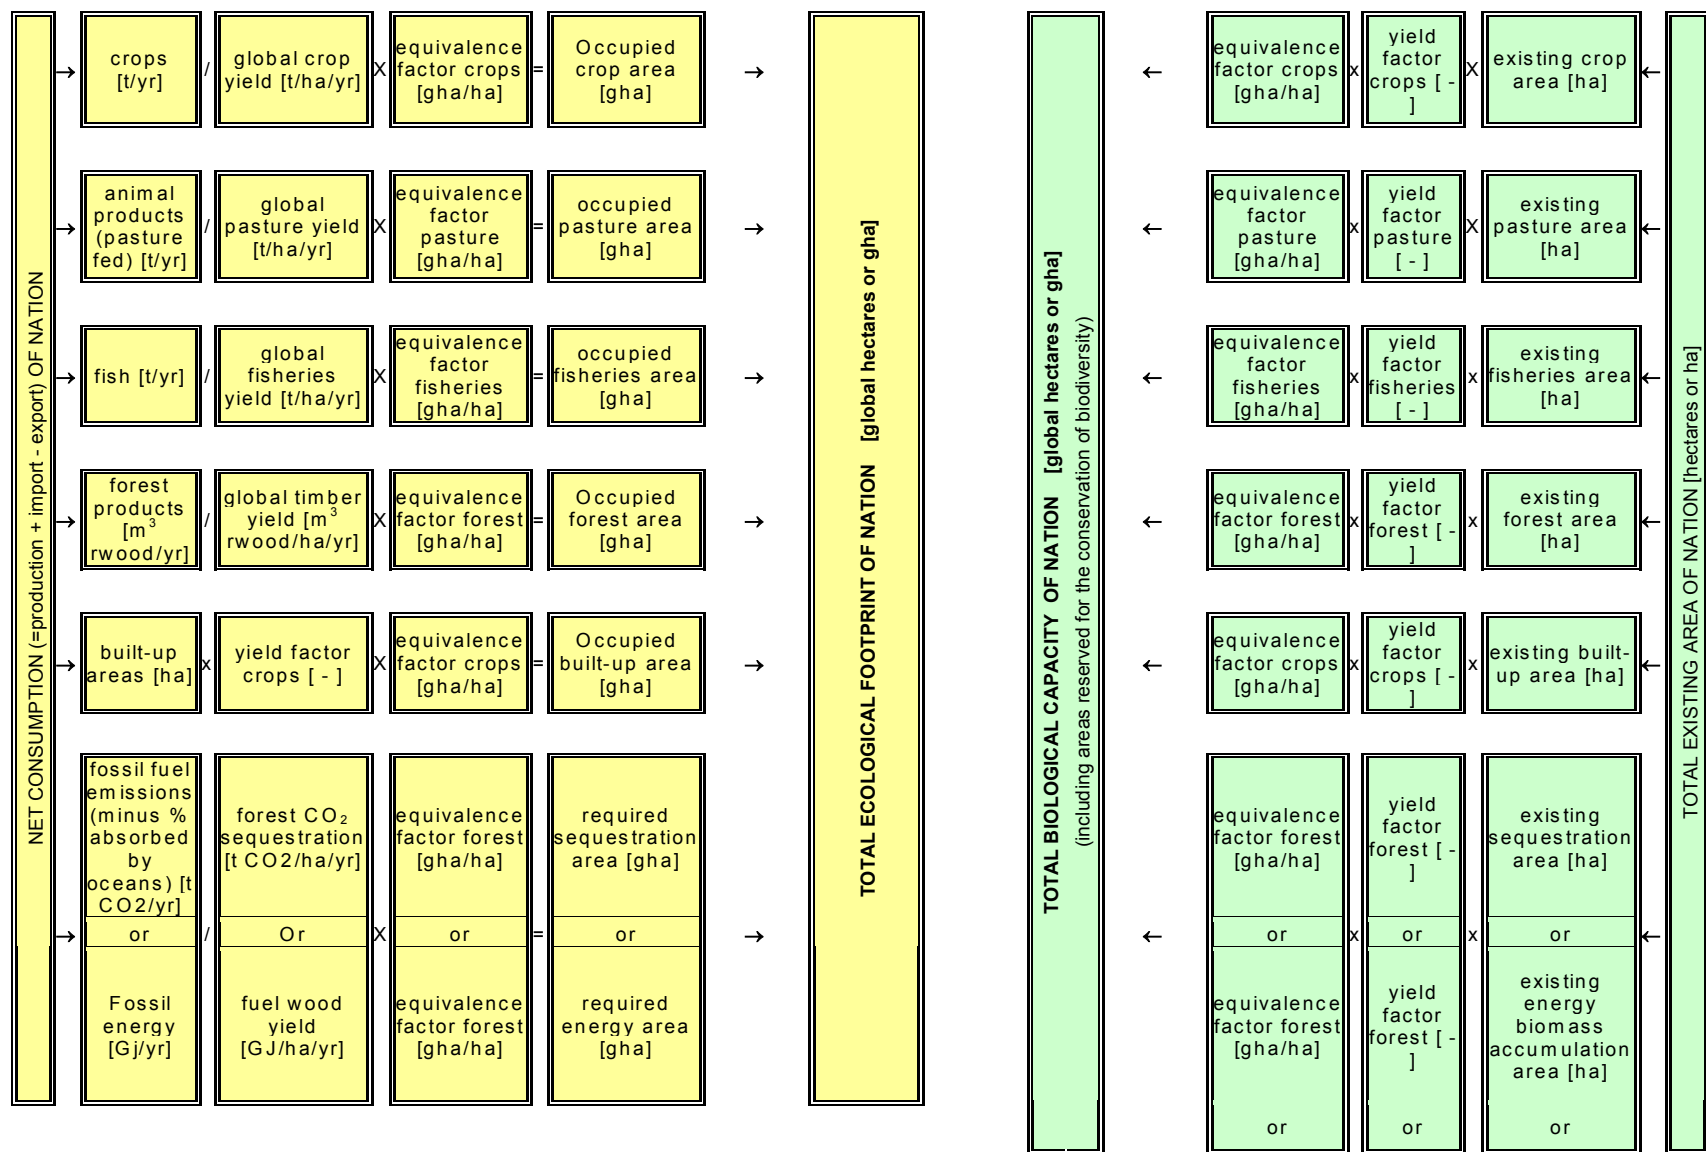 NET CONSUMPTION (=production + import - export) OF NATION
→
crops
[t/yr]
/
global crop
yield [t/ha/yr]
X
equivalence
factor crops
[gha/ha]
=
Occupied
crop area
[gha]
→
→
animal
products
(pasture
fed) [t/yr]
/
global
pasture yield
[t/ha/yr]
X
equivalence
factor
pasture
[gha/ha]
=
occupied
pasture area
[gha]
→
→
fish [t/yr]
/
global
fisheries
yield [t/ha/yr]
X
equivalence
factor
fisheries
[gha/ha]
=
occupied
fisheries area
[gha]
→
→
forest
products
[m³
rwood/yr]
/
global timber
yield [m³
rwood/ha/yr]
X
equivalence
factor forest
[gha/ha]
=
Occupied
forest area
[gha]
→
→
built-up
areas [ha]
x
yield factor
crops [ - ]
X
equivalence
factor crops
[gha/ha]
=
Occupied
built-up area
[gha]
→
→
fossil fuel
emissions
(minus %
absorbed
by
oceans) [t
CO2/yr]
or
Fossil
energy
[Gj/yr]
/
forest CO₂
sequestration
[t CO2/ha/yr]
Or
fuel wood
yield
[GJ/ha/yr]
X
equivalence
factor forest
[gha/ha]
or
equivalence
factor forest
[gha/ha]
=
required
sequestration
area [gha]
or
required
energy area
[gha]
→
TOTAL ECOLOGICAL FOOTPRINT OF NATION [global hectares or gha]
TOTAL BIOLOGICAL CAPACITY OF NATION [global hectares or gha]
(including areas reserved for the conservation of biodiversity)
←
equivalence
factor crops
[gha/ha]
x
yield
factor
crops [ -
]
X
existing crop
area [ha]
←
←
equivalence
factor
pasture
[gha/ha]
x
yield
factor
pasture
[ - ]
X
existing
pasture area
[ha]
←
←
equivalence
factor
fisheries
[gha/ha]
x
yield
factor
fisheries
[ - ]
x
existing
fisheries area
[ha]
←
←
equivalence
factor forest
[gha/ha]
x
yield
factor
forest [ -
]
x
existing
forest area
[ha]
←
←
equivalence
factor crops
[gha/ha]
x
yield
factor
crops [ -
]
x
existing built-
up area [ha]
←
←
equivalence
factor forest
[gha/ha]
or
equivalence
factor forest
[gha/ha]
or
x
yield
factor
forest [ -
]
or
yield
factor
forest [ -
]
or
x
existing
sequestration
area [ha]
or
existing
energy
biomass
accumulation
area [ha]
or
←
TOTAL EXISTING AREA OF NATION [hectares or ha]